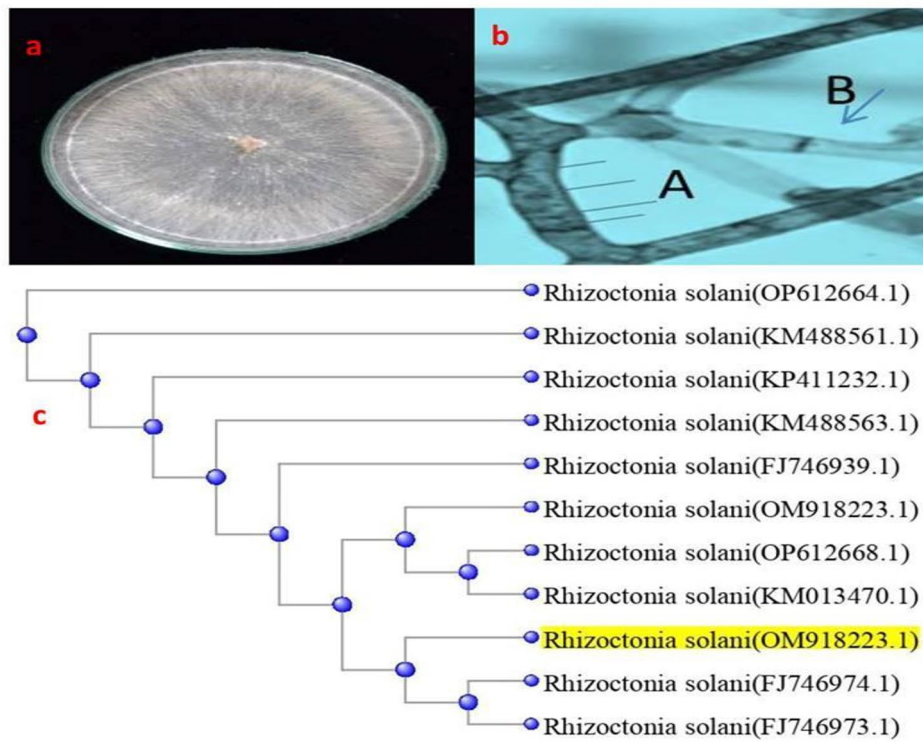 a
b
B
A
Rhizoctonia solani(OP612664.1)
Rhizoctonia solani(KM488561.1)
Rhizoctonia solani(KP411232.1)
c
Rhizoctonia solani(KM488563.1)
Rhizoctonia solani(FJ746939.1)
Rhizoctonia solani(OM918223.1)
Rhizoctonia solani(OP612668.1)
Rhizoctonia solani(KM013470.1)
Rhizoctonia solani(OM918223.1)
Rhizoctonia solani(FJ746974.1)
Rhizoctonia solani(FJ746973.1)